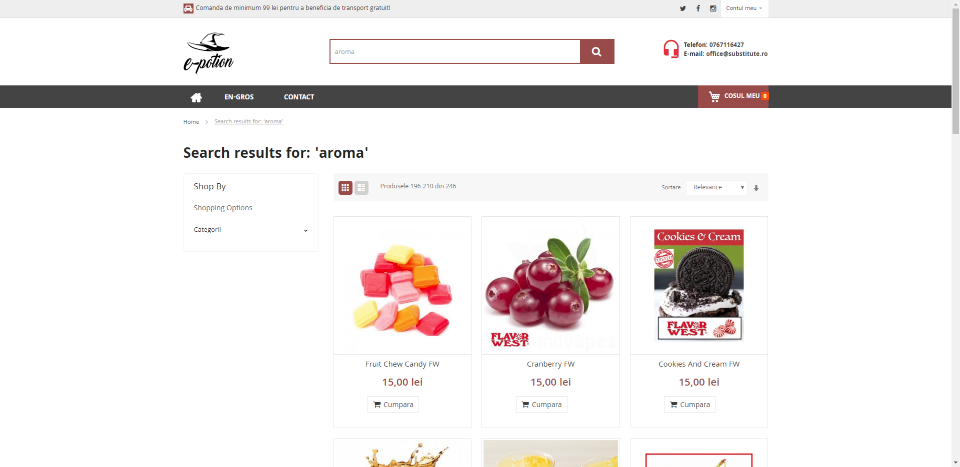 Comanda de minimum 99 lei pentru a beneficia de transport gratuit!
Contul meu
e-potion
aroma
Telefon: 0767116427
E-mail: office@substitute.ro
EN-GROS
CONTACT
COSUL MEU 0
Home > Search results for: 'aroma'
Search results for: 'aroma'
Shop By
Shopping Options
Categorii
Produsele 196-210 din 246
Sortare
Relevance
Cookies & Cream
FLAVOR WEST
FLAVOR WEST
Fruit Chew Candy FW
Cranberry FW
Cookies And Cream FW
15,00 lei
15,00 lei
15,00 lei
Cumpara
Cumpara
Cumpara